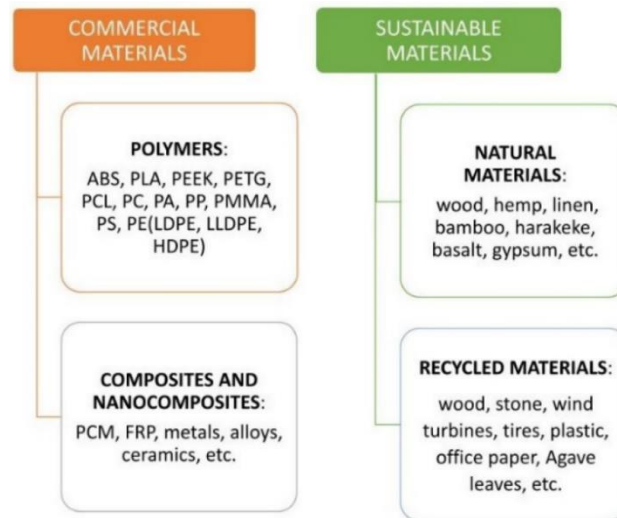 COMMERCIAL
MATERIALS
POLYMERS:
ABS, PLA, PEEK, PETG,
PCL, PC, PA, PP, PMMA,
PS, PE(LDPE, LLDPE,
HDPE)
COMPOSITES AND
NANOCOMPOSITES:
PCM, FRP, metals, alloys,
ceramics, etc.
SUSTAINABLE
MATERIALS
NATURAL
MATERIALS:
wood, hemp, linen,
bamboo, harakeke,
basalt, gypsum, etc.
RECYCLED MATERIALS:
wood, stone, wind
turbines, tires, plastic,
office paper, Agave
leaves, etc.